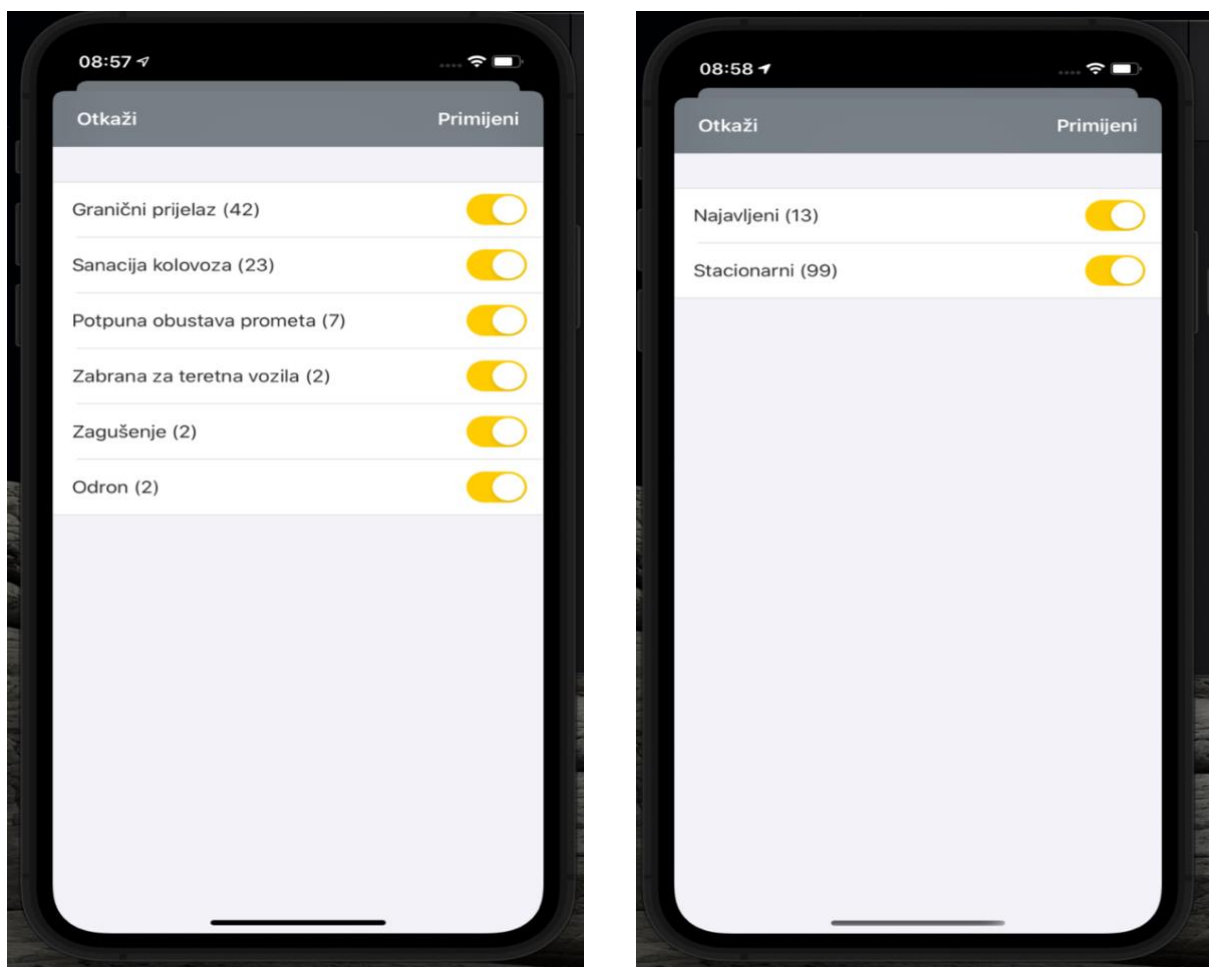 08:57
Otkaži Primijeni
Granični prijelaz (42)
Sanacija kolovoza (23)
Potpuna obustava prometa (7)
Zabrana za teretna vozila (2)
Zagušenje (2)
Odron (2)
08:58
Otkaži Primijeni
Najavljeni (13)
Stacionarni (99)